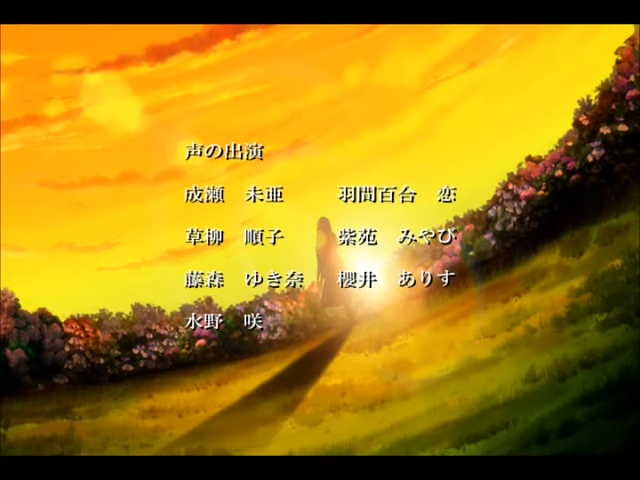 声の出演
成瀬　未亜　　羽間百合　恋
草柳　順子　　紫苑　みやび
藤森　ゆき奈　櫻井　ありす
水野　咲